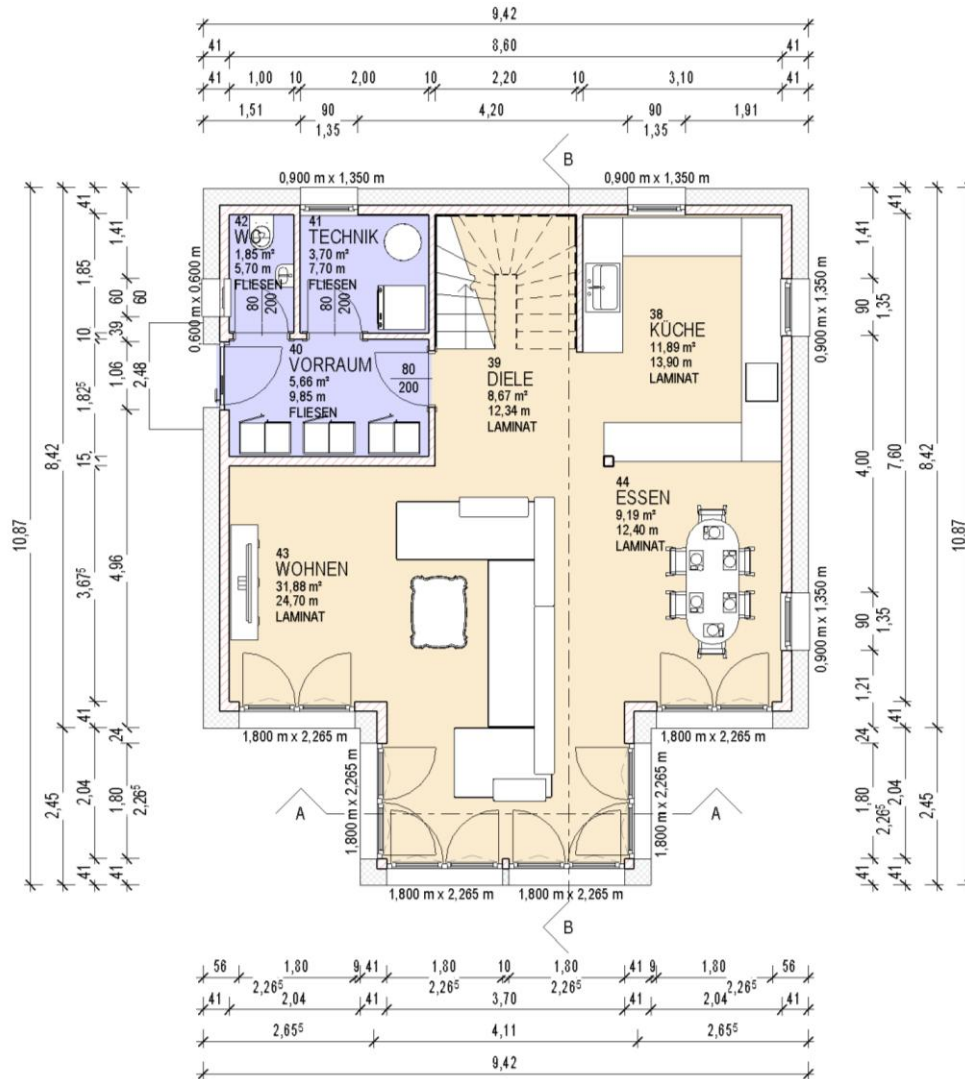 9,42
41 8,60 41
41 1,00 10 2,00 10 2,20 10 3,10 41
1,51 90 4,20 90 1,91
1,35 1,35
B
0,900 m x 1,350 m 0,900 m x 1,350 m
10,87
8,42
2,45
41
1,85
10
1,82⁵
15
3,67⁵
41
2,04
41
1,41
60
60
39
1,06
2,48
4,96
24
1,80
2,26⁵
41
0,600 m x 0,600 m
42
WC
1,85 m²
5,70 m
FLIESEN
80
200
41
TECHNIK
3,70 m²
7,70 m
FLIESEN
80
200
40
VORRAUM
5,66 m²
9,85 m
FLIESEN
80
200
39
DIELE
8,67 m²
12,34 m
LAMINAT
38
KÜCHE
11,89 m²
13,90 m
LAMINAT
44
ESSEN
9,19 m²
12,40 m
LAMINAT
43
WOHNEN
31,88 m²
24,70 m
LAMINAT
0,900 m x 1,350 m
0,900 m x 1,350 m
1,41
90
1,35
4,00
90
1,35
1,21
24
1,80
2,26⁵
41
41
7,60
41
2,04
41
8,42
2,45
10,87
1,800 m x 2,265 m 1,800 m x 2,265 m
1,800 m x 2,265 m 1,800 m x 2,265 m
A A
1,800 m x 2,265 m 1,800 m x 2,265 m
B
56 1,80 9 41 1,80 10 1,80 41 9 1,80 56
2,26⁵ 2,26⁵ 2,26⁵ 2,26⁵
41 2,04 41 3,70 41 2,04 41
2,65⁵ 4,11 2,65⁵
9,42